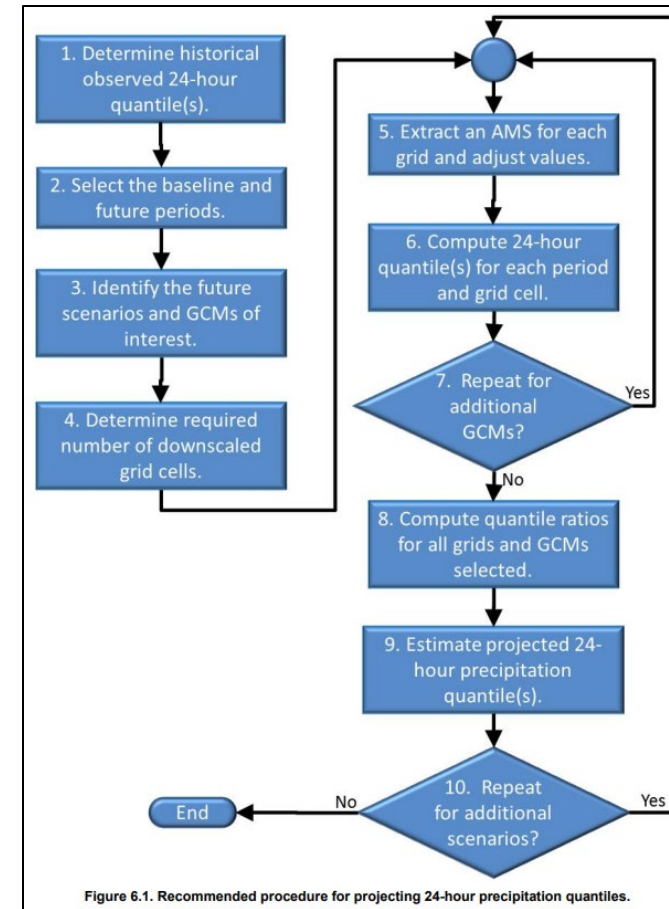 1. Determine historical
observed 24-hour
quantile(s).
2. Select the baseline and
future periods.
3. Identify the future
scenarios and GCMs of
interest.
4. Determine required
number of downscaled
grid cells.
5. Extract an AMS for each
grid and adjust values.
6. Compute 24-hour
quantile(s) for each period
and grid cell.
7. Repeat for
additional
GCMs?
Yes
No
8. Compute quantile ratios
for all grids and GCMs
selected.
9. Estimate projected 24-
hour precipitation
quantile(s).
10. Repeat
for additional
scenarios?
Yes
No
End
Figure 6.1. Recommended procedure for projecting 24-hour precipitation quantiles.